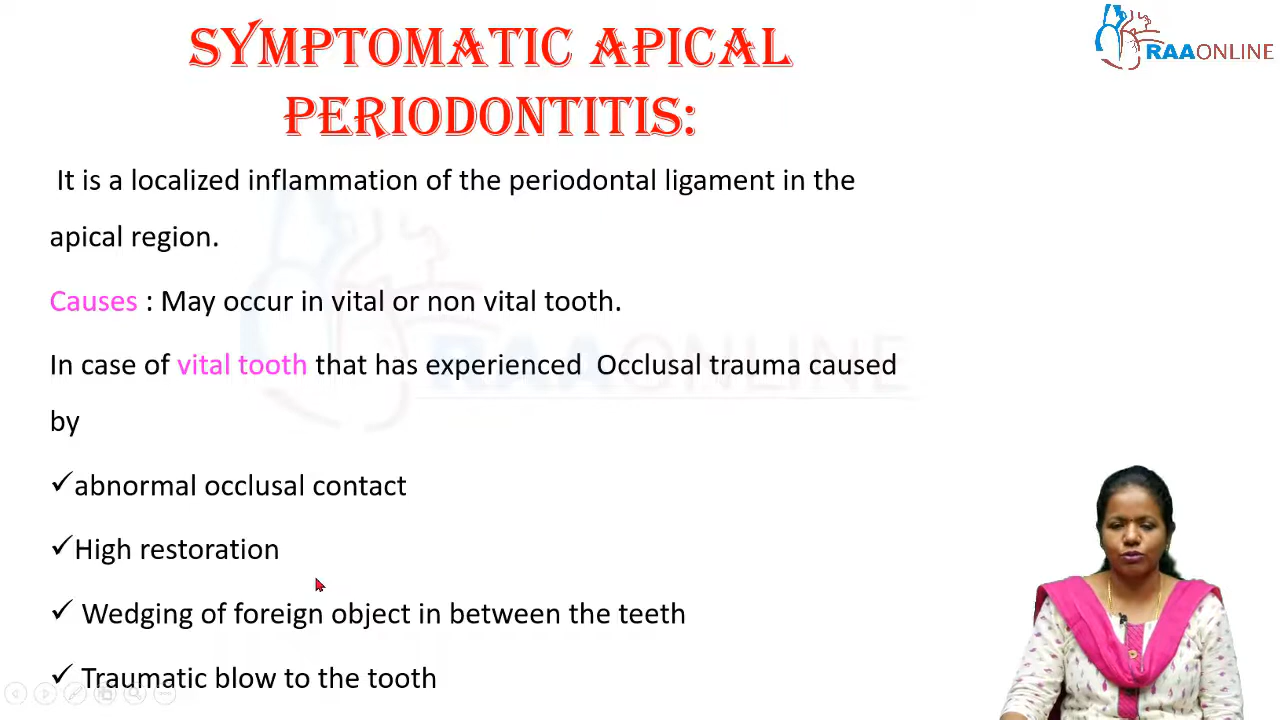 SYMPTOMATIC APICAL
PERIODONTITIS:
RAAONLINE
It is a localized inflammation of the periodontal ligament in the
apical region.
Causes : May occur in vital or non vital tooth.
In case of vital tooth that has experienced Occlusal trauma caused
by
RAAONLINE
✓abnormal occlusal contact
✓High restoration
✓ Wedging of foreign object in between the teeth
✓ Traumatic blow to the tooth